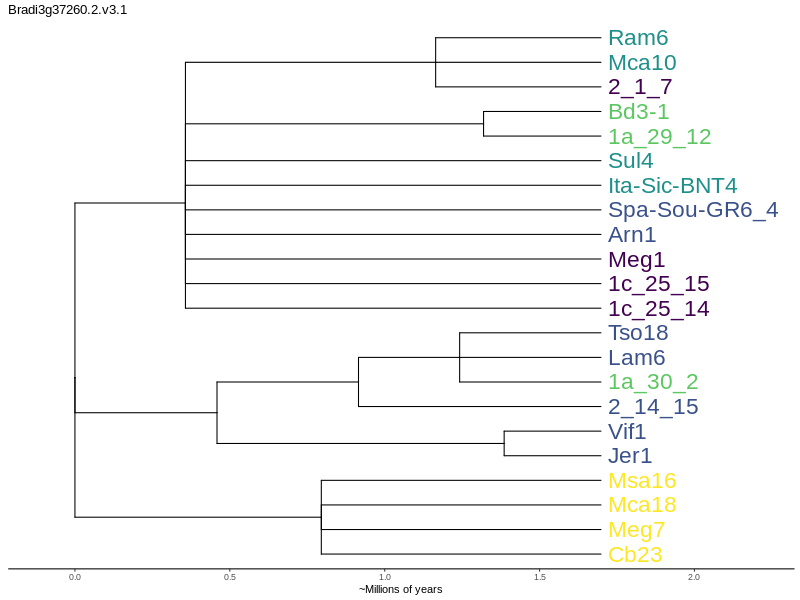 Bradi3g37260.2.v3.1
Ram6
Mca10
2_1_7
Bd3-1
1a_29_12
Sul4
Ita-Sic-BNT4
Spa-Sou-GR6_4
Arn1
Meg1
1c_25_15
1c_25_14
Tso18
Lam6
1a_30_2
2_14_15
Vif1
Jer1
Msa16
Mca18
Meg7
Cb23
0.0 0.5 1.0 1.5 2.0
~Millions of years